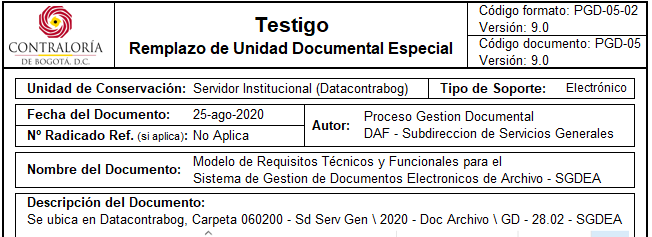 CONTRALORÍA
DE BOGOTÁ, D.C.
Testigo
Remplazo de Unidad Documental Especial
Código formato: PGD-05-02
Versión: 9.0
Código documento: PGD-05
Versión: 9.0
Unidad de Conservación: Servidor Institucional (Datacontrabog)
Tipo de Soporte: Electrónico
Fecha del Documento: 25-ago-2020
Nº Radicado Ref. (si aplica): No Aplica
Autor: Proceso Gestion Documental
DAF - Subdireccion de Servicios Generales
Nombre del Documento: Modelo de Requisitos Técnicos y Funcionales para el
Sistema de Gestion de Documentos Electronicos de Archivo - SGDEA
Descripción del Documento:
Se ubica en Datacontrabog, Carpeta 060200 - Sd Serv Gen \ 2020 - Doc Archivo \ GD - 28.02 - SGDEA